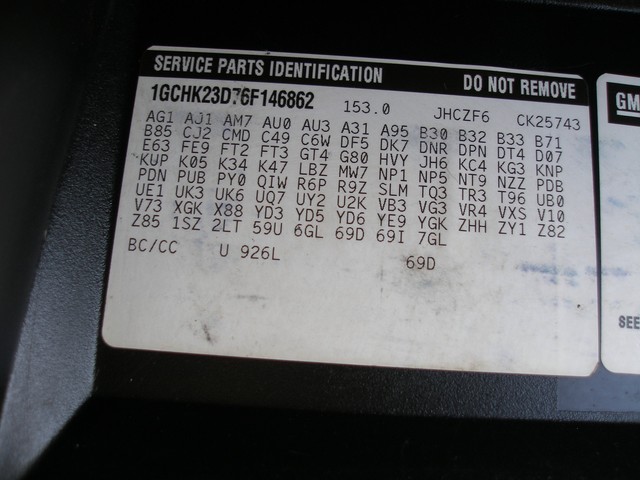 SERVICE PARTS IDENTIFICATION DO NOT REMOVE
1GCHK23D76F146862 153.0 JHCZF6 CK25743
AG1 AJ1 AM7 AU0 AU3 A31 A95 B30 B32 B33 B71
B85 CJ2 CMD C49 C6W DF5 DK7 DNR DPN DT4 D07
E63 FE9 FT2 FT3 GT4 G80 HVY JH6 KC4 KG3 KNP
KUP K05 K34 K47 LBZ MW7 NP1 NP5 NT9 NZZ PDB
PDN PUB PY0 QIW R6P R9Z SLM TQ3 TR3 T96 UB0
UE1 UK3 UK6 UQ7 UY2 U2K VB3 VG3 VR4 VXS V10
V73 XGK X88 YD3 YD5 YD6 YE9 YGK ZHH ZY1 Z82
Z85 1SZ 2LT 59U 6GL 69D 69I 7GL
BC/CC U 926L 69D
GM
SEE